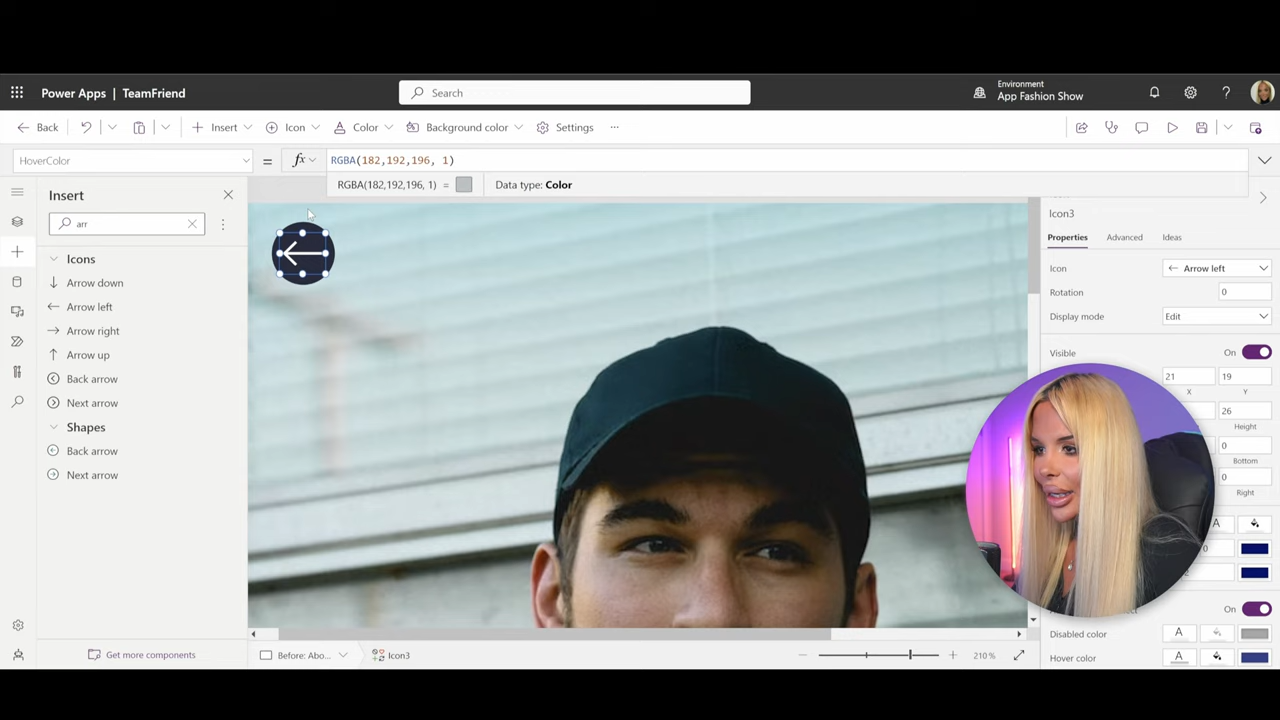 Power Apps | TeamFriend
Search
Environment
App Fashion Show
?
Back
Insert
Icon
Color
Background color
Settings
...
HoverColor
=
fx
RGBA(182,192,196, 1)
RGBA(182,192,196, 1) =
Data type: Color
Insert
arr
Icons
Arrow down
Arrow left
Arrow right
Arrow up
Back arrow
Next arrow
Shapes
Back arrow
Next arrow
Get more components
Icon3
Properties
Advanced
Ideas
Icon
Arrow left
Rotation
0
Display mode
Edit
Visible
On
21
19
X
Y
26
Height
0
Bottom
0
Right
A
0
On
Disabled color
A
Hover color
A
Before: Abo...
Icon3
210 %